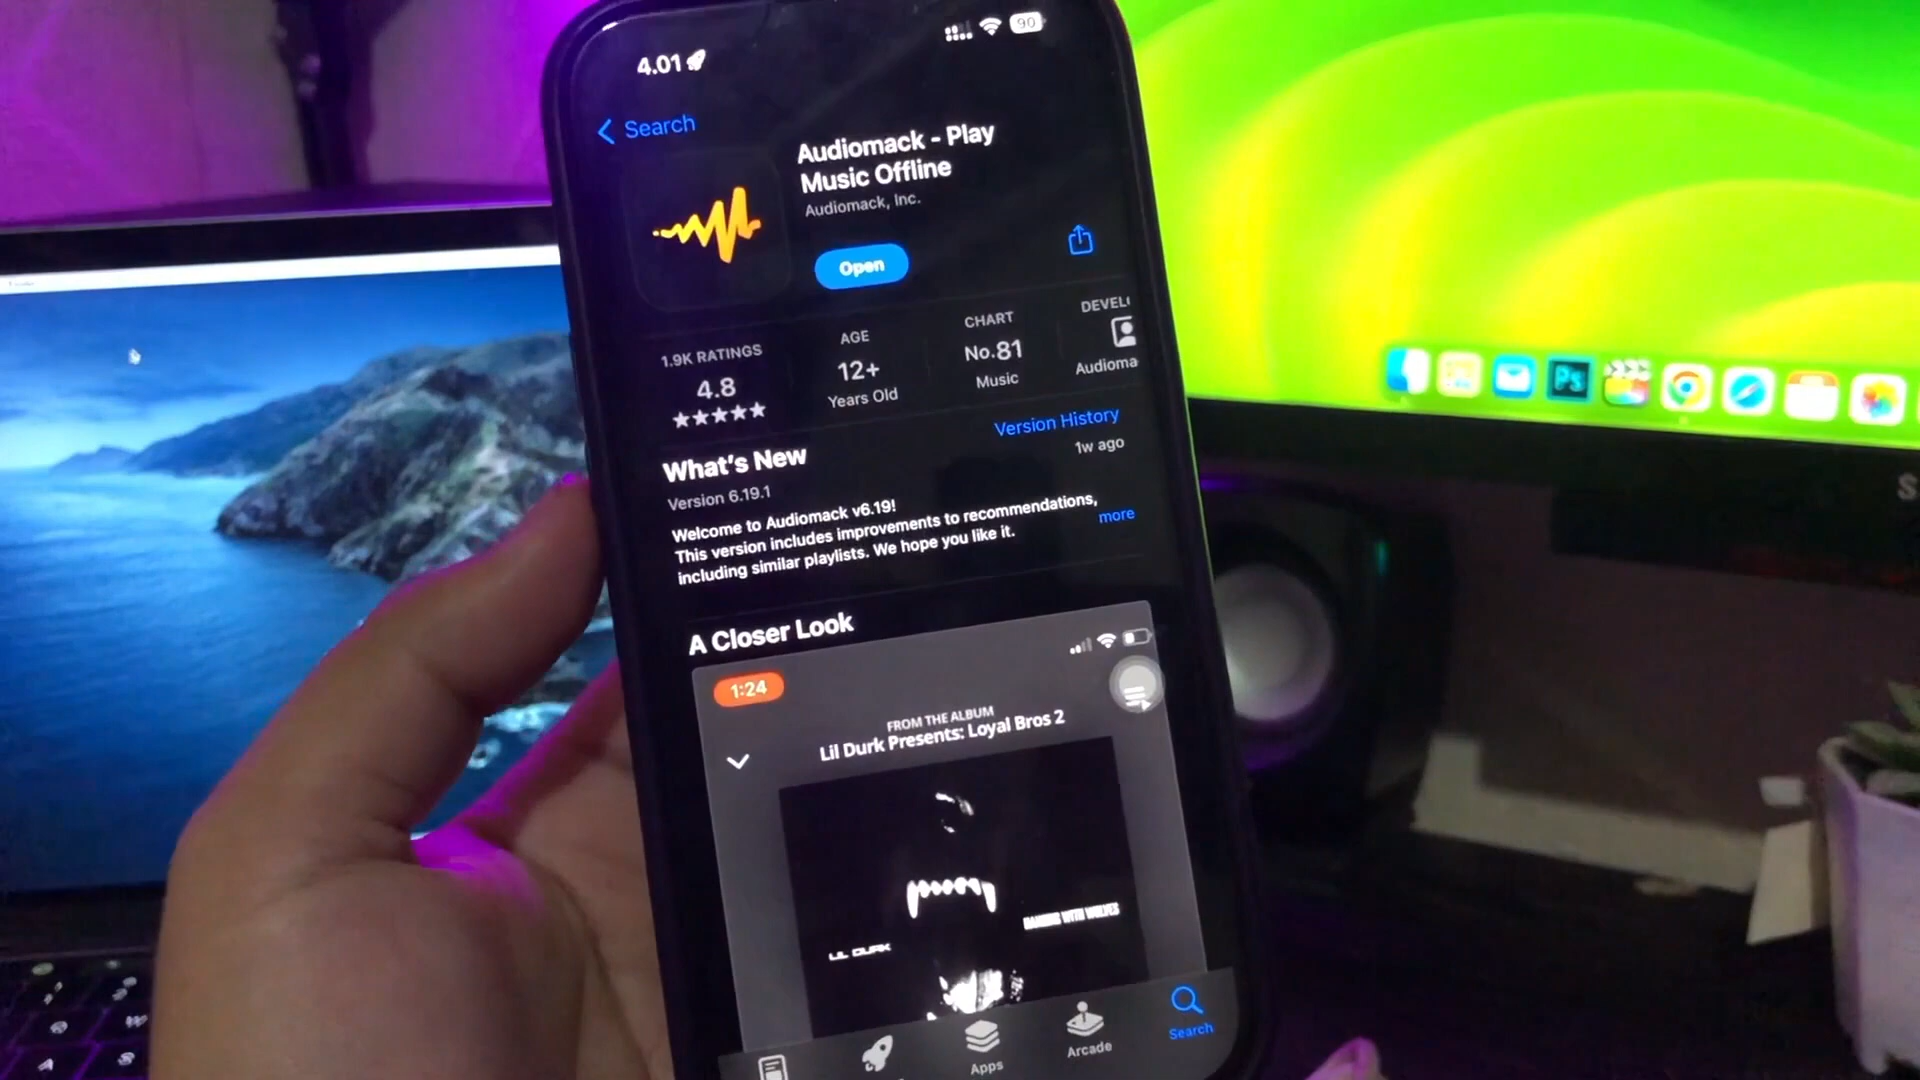 4.01
90
Search
Audiomack - Play
Music Offline
Audiomack, Inc.
Open
1.9K RATINGS
4.8
AGE
12+
Years Old
CHART
No.81
Music
DEVEL
Audioma
What's New
Version History
Version 6.19.1
1w ago
Welcome to Audiomack v6.19!
This version includes improvements to recommendations,
including similar playlists. We hope you like it.
more
A Closer Look
1:24
FROM THE ALBUM
Lil Durk Presents: Loyal Bros 2
LIL DURK
Apps
Arcade
Search
Ps
S